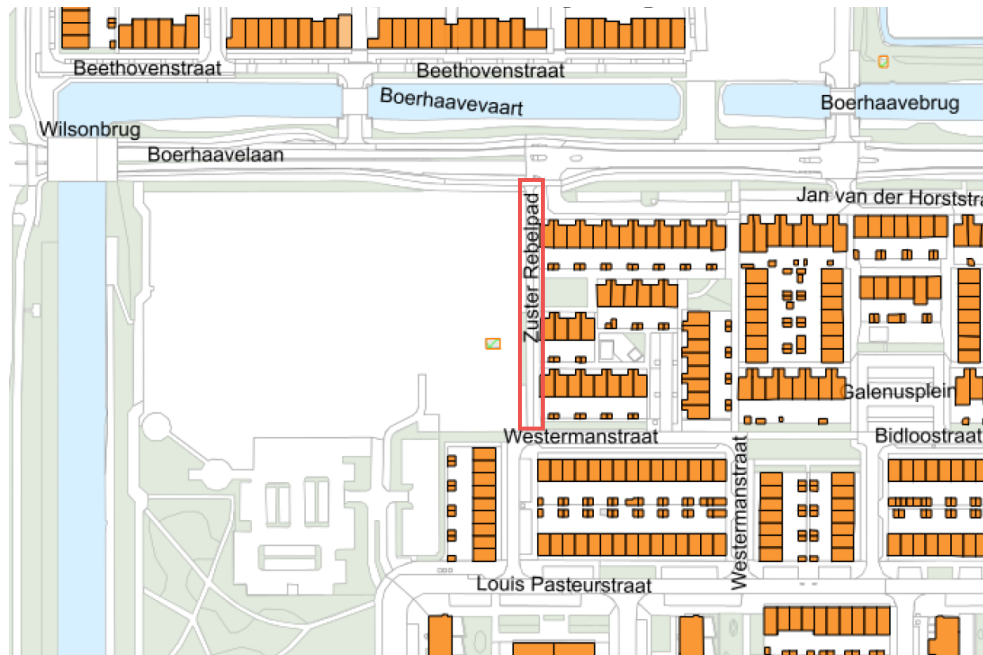 Beethovenstraat
Beethovenstraat
Boerhaavevaart
Boerhaavebrug
Wilsonbrug
Boerhaavelaan
Jan van der Horststra
Zuster Rebelpad
Galenusplein
Westermanstraat
Bidloostraat
Westermanstraat
Louis Pasteurstraat